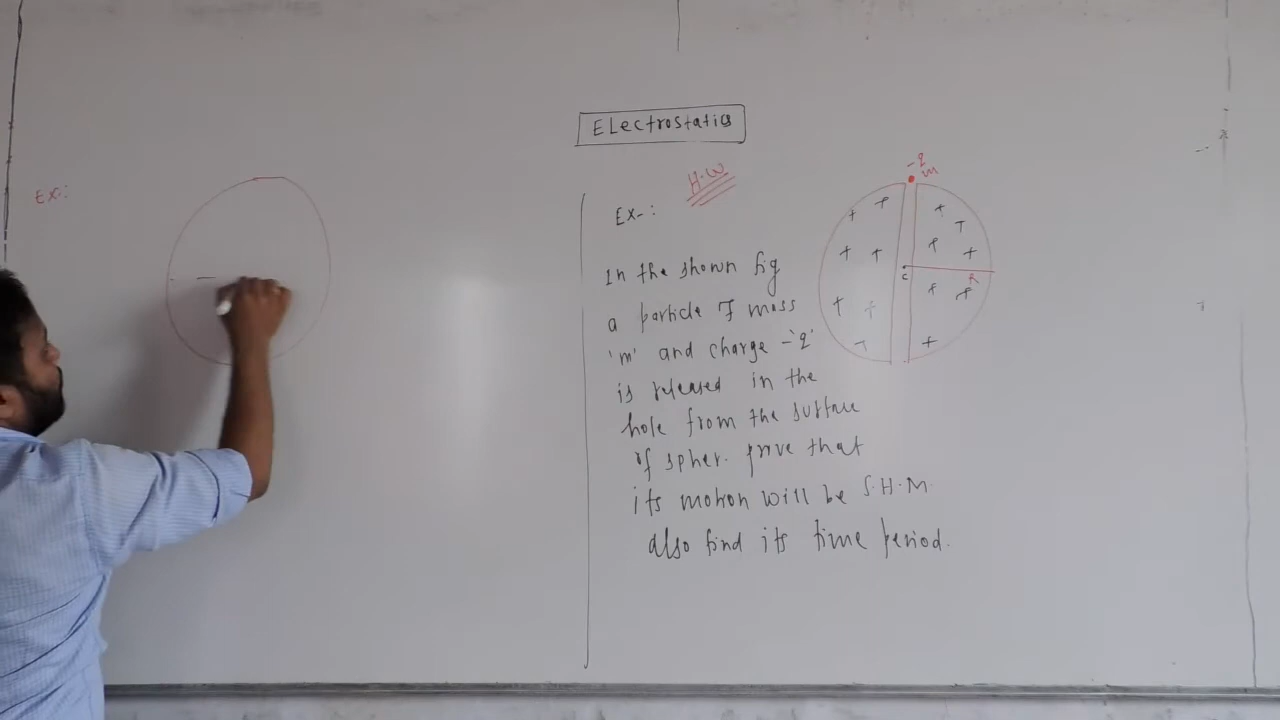 ELectrostatics
Ex-:
H.W
Ex-:
In the shown fig
a particle of mass
'm' and charge -'q'
is released in the
hole from the surface
of spher. prove that
its motion will be S.H.M.
also find its time period.
-q
m
+ + + +
+ + + +
c
R
+ + + +
+